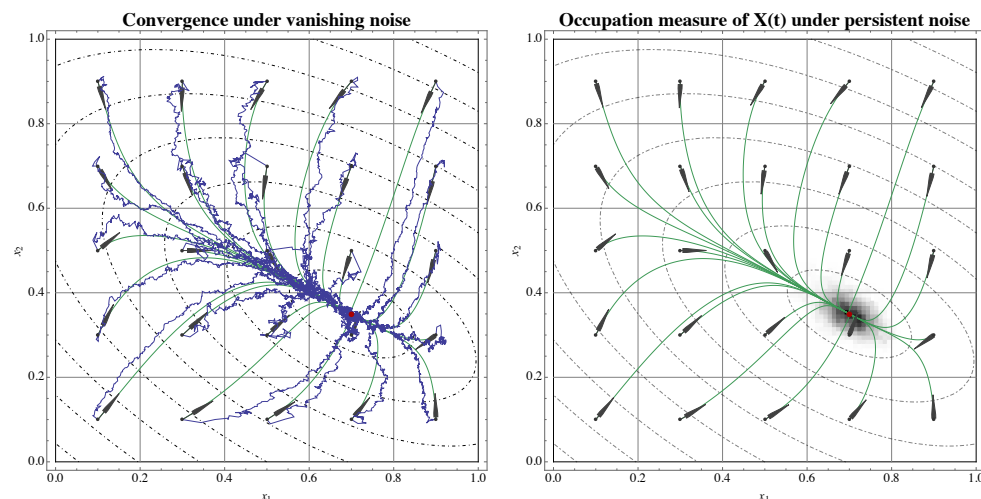 Convergence under vanishing noise
1.0
0.8
0.6
0.4
0.2
0.0
x₂
0.0 0.2 0.4 0.6 0.8 1.0
x₁
Occupation measure of X(t) under persistent noise
1.0
0.8
0.6
0.4
0.2
0.0
x₂
0.0 0.2 0.4 0.6 0.8 1.0
x₁